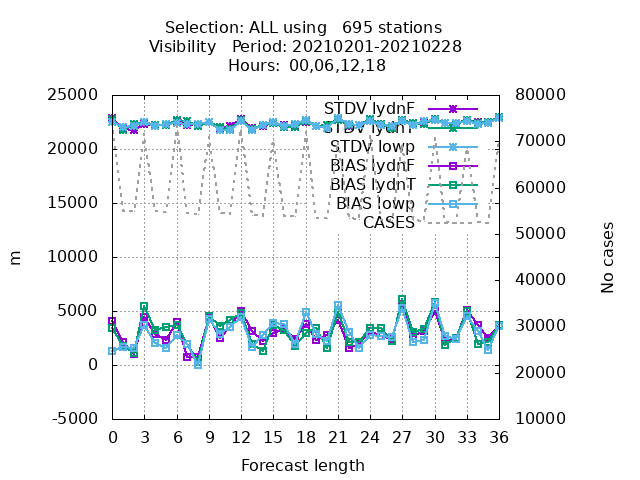 Selection: ALL using   695 stations
Visibility   Period: 20210201-20210228
Hours:  00,06,12,18
25000
20000
15000
10000
5000
0
-5000
m
80000
70000
60000
50000
40000
30000
20000
10000
No cases
STDV lydnF
STDV lydnT
STDV lowp
BIAS lydnF
BIAS lydnT
BIAS lowp
CASES
0 3 6 9 12 15 18 21 24 27 30 33 36
Forecast length